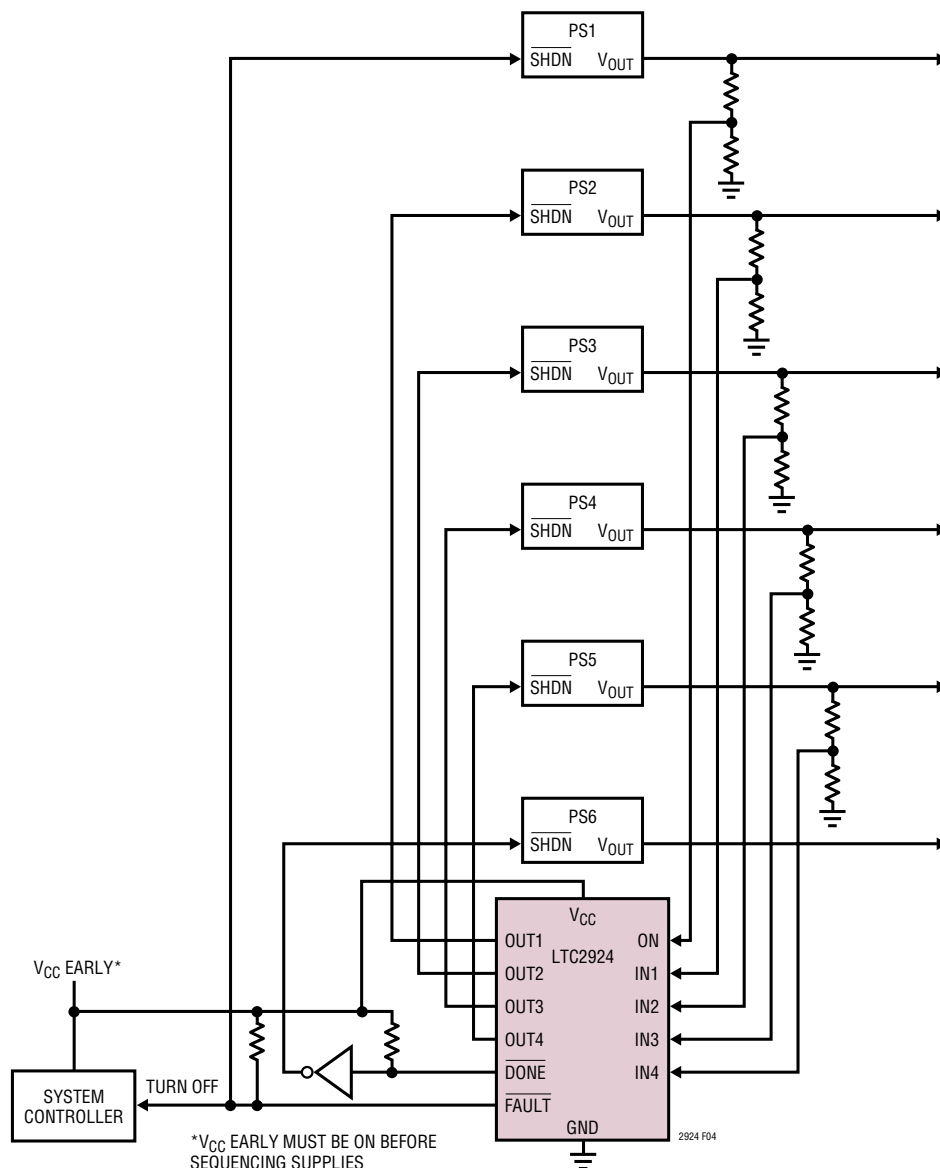 PS1
SHDN VOUT
PS2
SHDN VOUT
PS3
SHDN VOUT
PS4
SHDN VOUT
PS5
SHDN VOUT
PS6
SHDN VOUT
VCC
LTC2924
OUT1 ON
OUT2 IN1
OUT3 IN2
OUT4 IN3
DONE IN4
FAULT
GND
VCC EARLY*
SYSTEM
CONTROLLER
TURN OFF
*VCC EARLY MUST BE ON BEFORE
SEQUENCING SUPPLIES
2924 F04